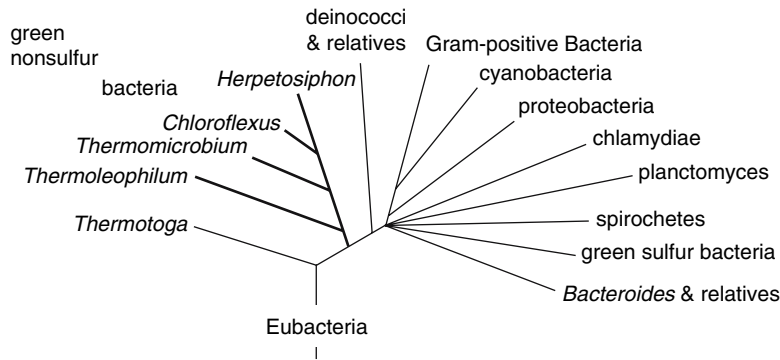 green
nonsulfur
bacteria
Herpetosiphon
Chloroflexus
Thermomicrobium
Thermoleophilum
Thermotoga
deinococci
& relatives
Gram-positive Bacteria
cyanobacteria
proteobacteria
chlamydiae
planctomyces
spirochetes
green sulfur bacteria
Bacteroides & relatives
Eubacteria